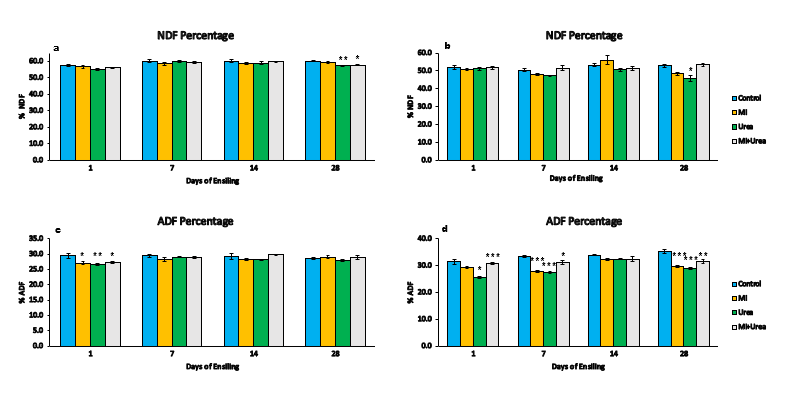 NDF Percentage
a
60.0
50.0
40.0
30.0
20.0
10.0
0.0
% NDF
** *
1 7 14 28
Days of Ensiling
NDF Percentage
b
60.0
50.0
40.0
30.0
20.0
10.0
0.0
% NDF
*
1 7 14 28
Days of Ensiling
Control
MI
Urea
MI+Urea
ADF Percentage
c
35.0
30.0
25.0
20.0
15.0
10.0
5.0
0.0
% ADF
* ** *
1 7 14 28
Days of Ensiling
ADF Percentage
d
40.0
30.0
20.0
10.0
0.0
% ADF
* *** *** *** * *** *** **
1 7 14 28
Days of Ensiling
Control
MI
Urea
MI+Urea